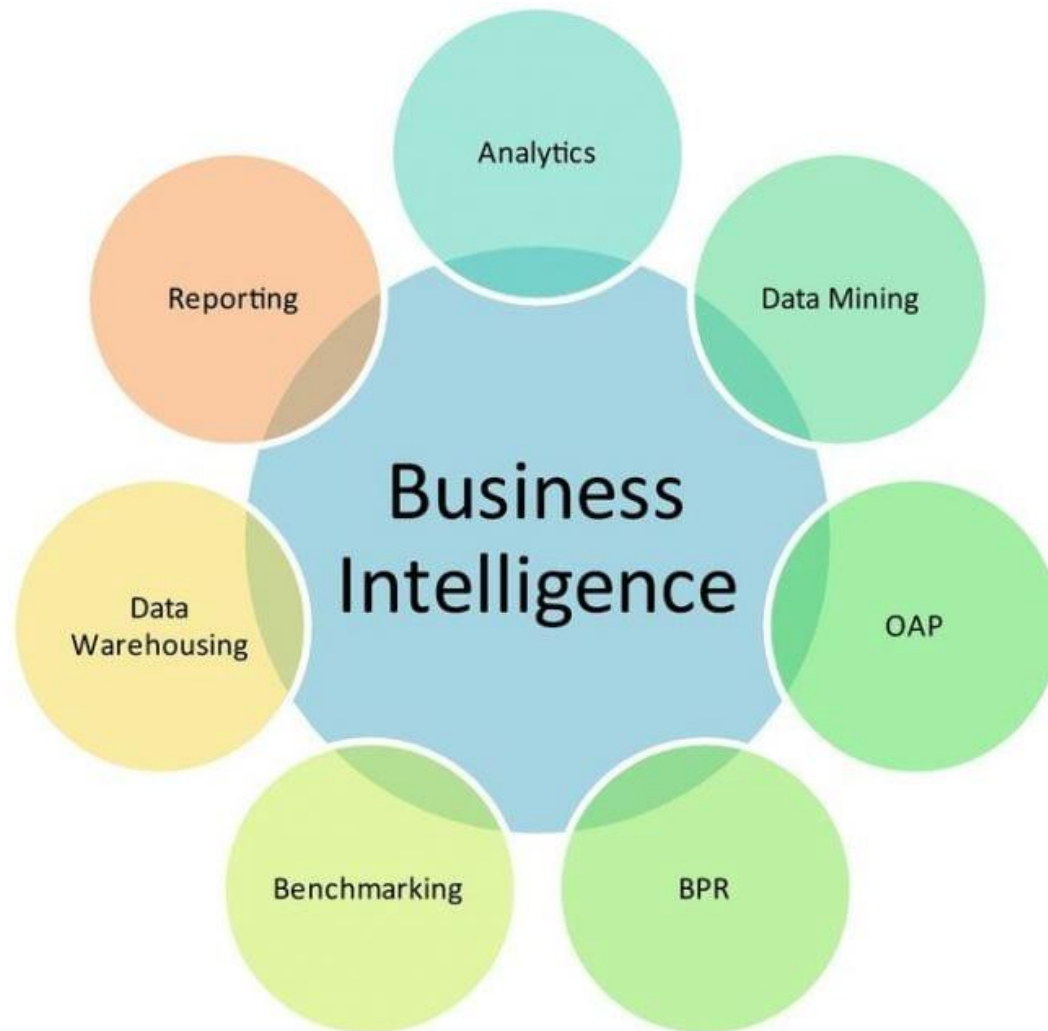 Analytics
Data Mining
OAP
BPR
Benchmarking
Data
Warehousing
Reporting
Business
Intelligence